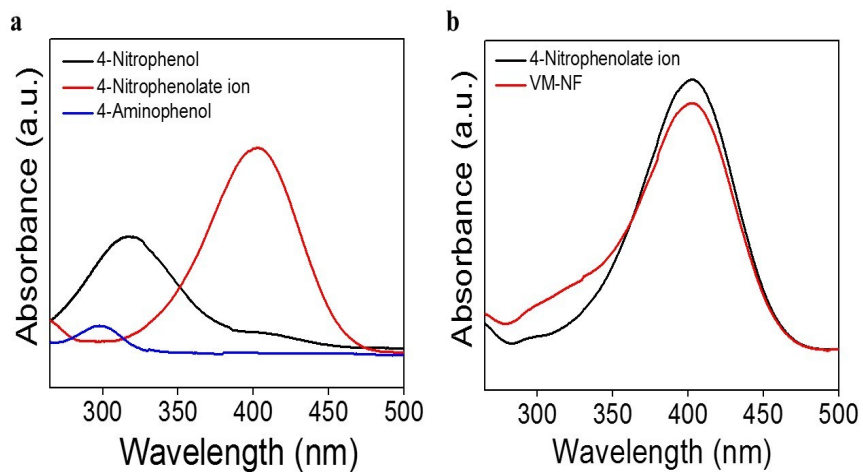 a
4-Nitrophenol
4-Nitrophenolate ion
4-Aminophenol
Absorbance (a.u.)
300 350 400 450 500
Wavelength (nm)
b
4-Nitrophenolate ion
VM-NF
Absorbance (a.u.)
300 350 400 450 500
Wavelength (nm)